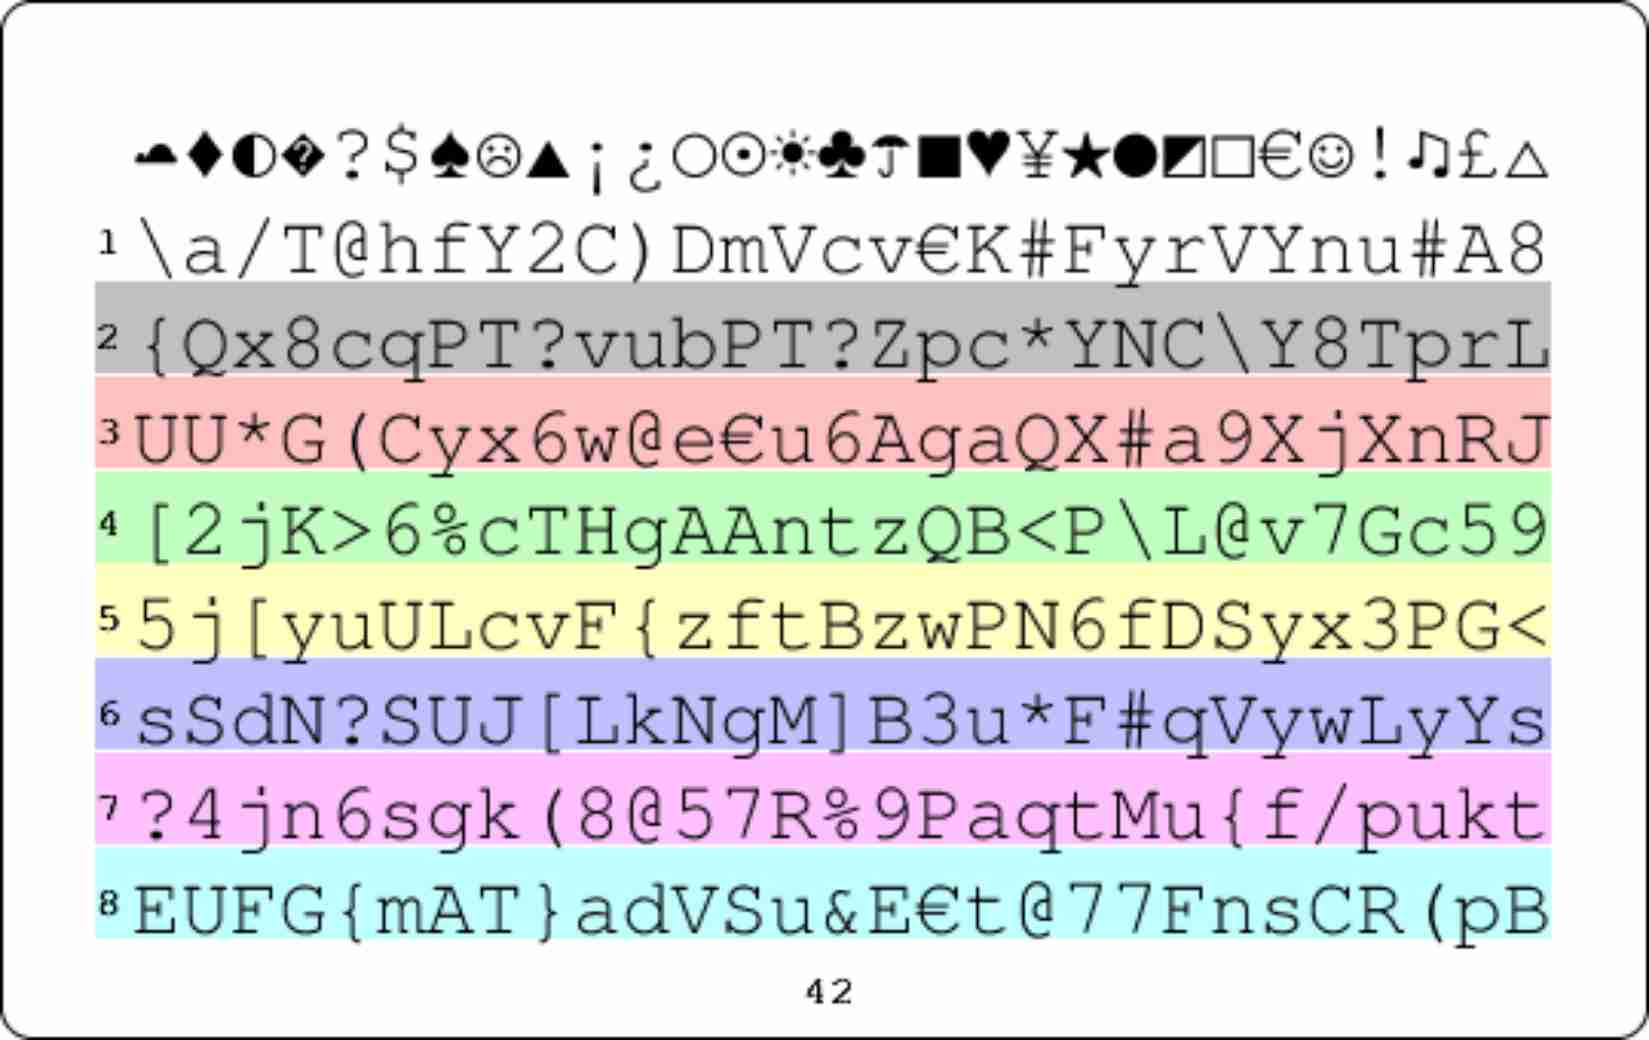 ☁♦◐�?$♠☹▲¡¿○⊙☀♣☂■♥¥★●◩□€☺!♫£△
1 \a/T@hfY2C)DmVcv€K#FyrVYnu#A8
2 {Qx8cqPT?vubPT?Zpc*YNC\Y8TprL
3 UU*G(Cyx6w@e€u6AgaQX#a9XjXnRJ
4 [2jK>6%cTHgAAntzQB<P\L@v7Gc59
5 5j[yuULcvF{zftBzwPN6fDSyx3PG<
6 sSdN?SUJ[LkNgM]B3u*F#qVywLyYs
7 ?4jn6sgk(8@57R%9PaqtMu{f/pukt
8 EUFG{mAT}adVSu&E€t@77FnsCR(pB
42